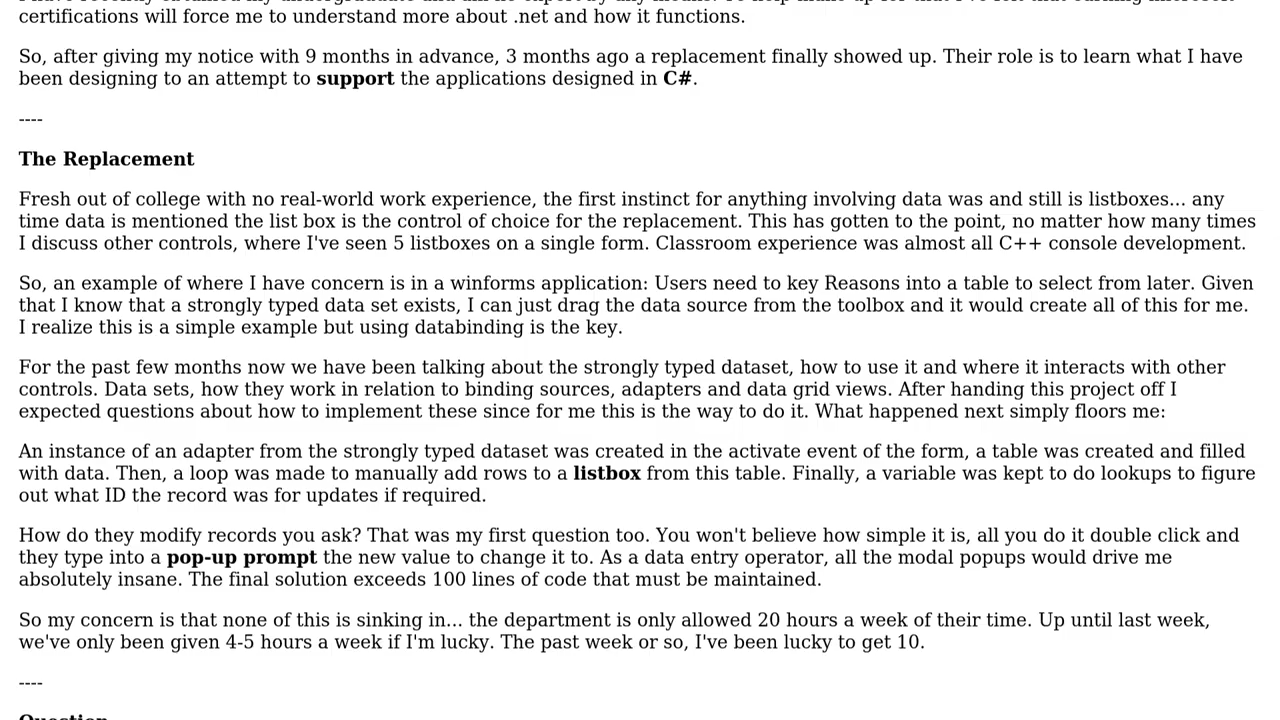 certifications will force me to understand more about .net and how it functions.
So, after giving my notice with 9 months in advance, 3 months ago a replacement finally showed up. Their role is to learn what I have
been designing to an attempt to support the applications designed in C#.
----
The Replacement
Fresh out of college with no real-world work experience, the first instinct for anything involving data was and still is listboxes... any
time data is mentioned the list box is the control of choice for the replacement. This has gotten to the point, no matter how many times
I discuss other controls, where I've seen 5 listboxes on a single form. Classroom experience was almost all C++ console development.
So, an example of where I have concern is in a winforms application: Users need to key Reasons into a table to select from later. Given
that I know that a strongly typed data set exists, I can just drag the data source from the toolbox and it would create all of this for me.
I realize this is a simple example but using databinding is the key.
For the past few months now we have been talking about the strongly typed dataset, how to use it and where it interacts with other
controls. Data sets, how they work in relation to binding sources, adapters and data grid views. After handing this project off I
expected questions about how to implement these since for me this is the way to do it. What happened next simply floors me:
An instance of an adapter from the strongly typed dataset was created in the activate event of the form, a table was created and filled
with data. Then, a loop was made to manually add rows to a listbox from this table. Finally, a variable was kept to do lookups to figure
out what ID the record was for updates if required.
How do they modify records you ask? That was my first question too. You won't believe how simple it is, all you do it double click and
they type into a pop-up prompt the new value to change it to. As a data entry operator, all the modal popups would drive me
absolutely insane. The final solution exceeds 100 lines of code that must be maintained.
So my concern is that none of this is sinking in... the department is only allowed 20 hours a week of their time. Up until last week,
we've only been given 4-5 hours a week if I'm lucky. The past week or so, I've been lucky to get 10.
----
Question